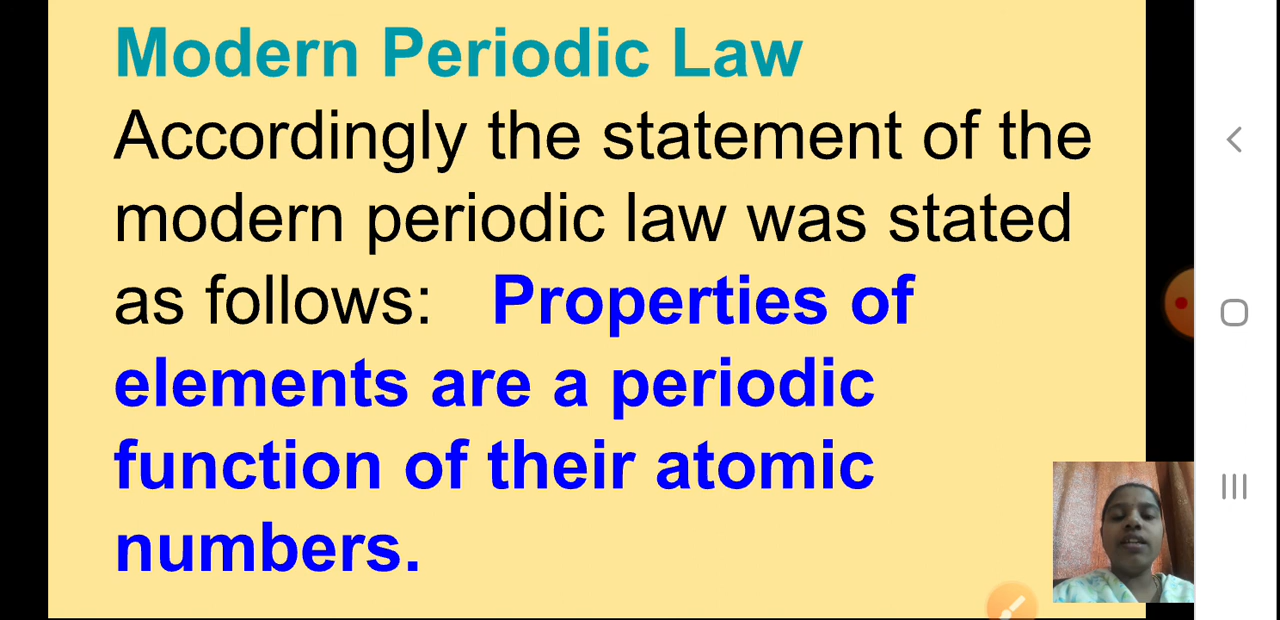 Modern Periodic Law
Accordingly the statement of the
modern periodic law was stated
as follows: Properties of
elements are a periodic
function of their atomic
numbers.